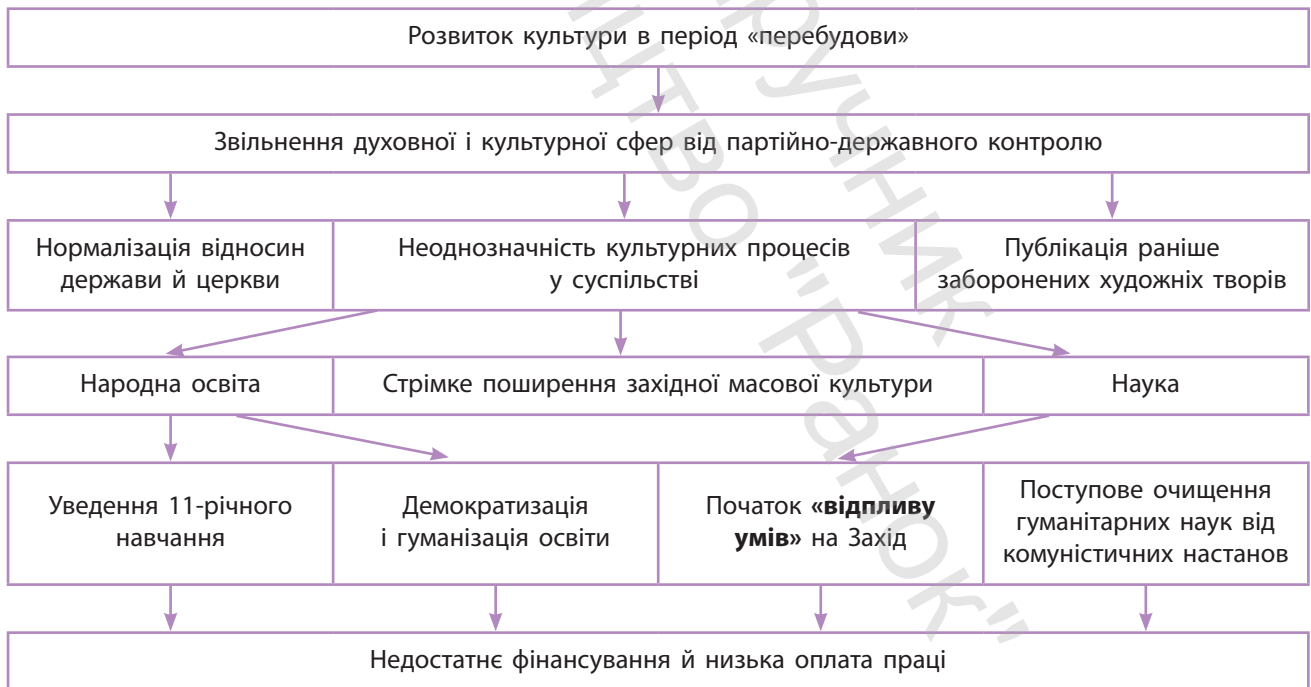 Розвиток культури в період «перебудови»
Звільнення духовної і культурної сфер від партійно-державного контролю
Нормалізація відносин
держави й церкви
Неоднозначність культурних процесів
у суспільстві
Публікація раніше
заборонених художніх творів
Народна освіта
Стрімке поширення західної масової культури
Наука
Уведення 11-річного
навчання
Демократизація
і гуманізація освіти
Початок «відпливу
умів» на Захід
Поступове очищення
гуманітарних наук від
комуністичних настанов
Недостатнє фінансування й низька оплата праці
"Ранок"